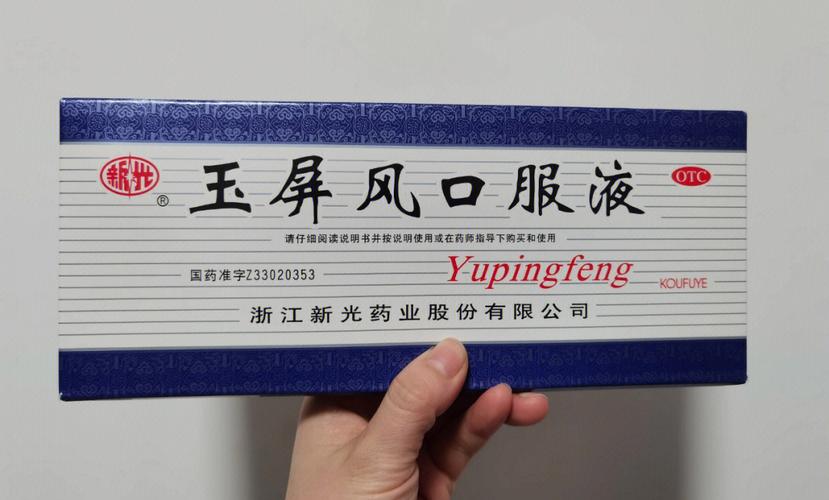 新光
®
玉屏风口服液
OTC
请仔细阅读说明书并按说明使用或在药师指导下购买和使用
国药准字Z33020353
Yupingfeng
KOUFUYE
浙江新光药业股份有限公司